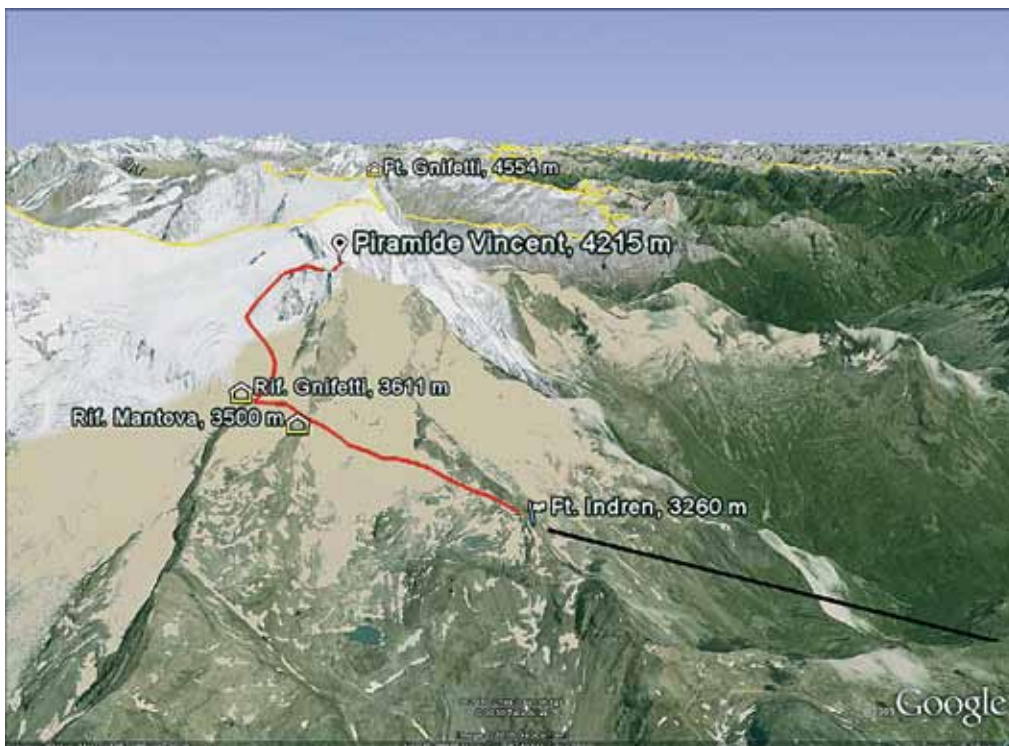 Pt. Gnifetti, 4554 m
Piramide Vincent, 4215 m
Rif. Gnifetti, 3611 m
Rif. Mantova, 3500 m
Pt. Indren, 3260 m
Google